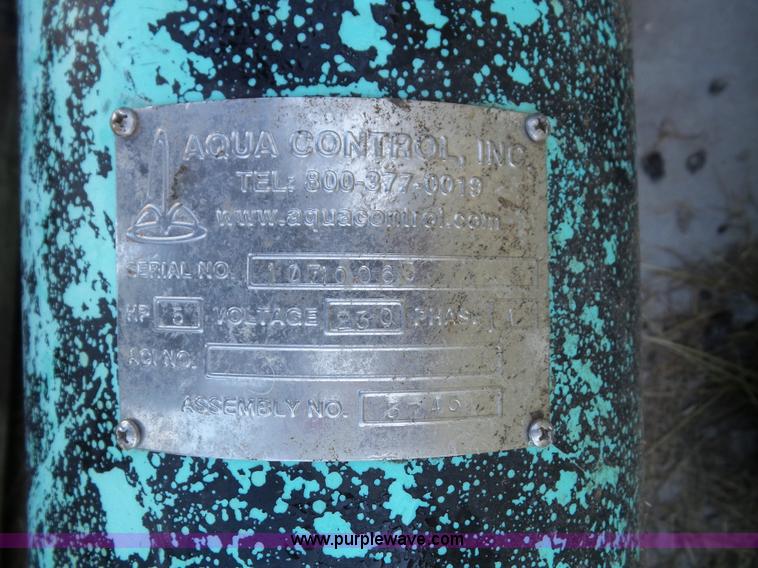 AQUA CONTROL, INC.
TEL: 800-377-0019
www.aquacontrol.com
SERIAL NO.
HP 5 VOLTAGE 230 PHASE 1
ACI NO.
ASSEMBLY NO.
www.purplewave.com